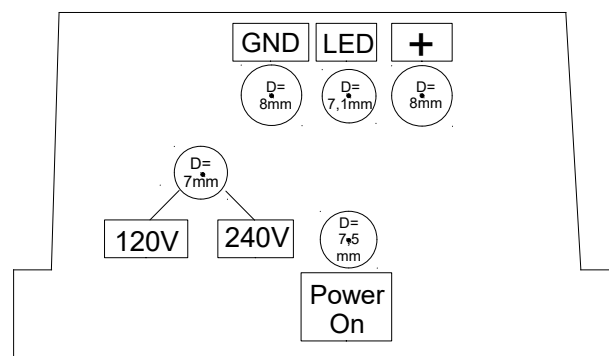 GND LED +
D=
8mm
D=
7,1mm
D=
8mm
D=
7mm
120V 240V
D=
7,5
mm
Power
On